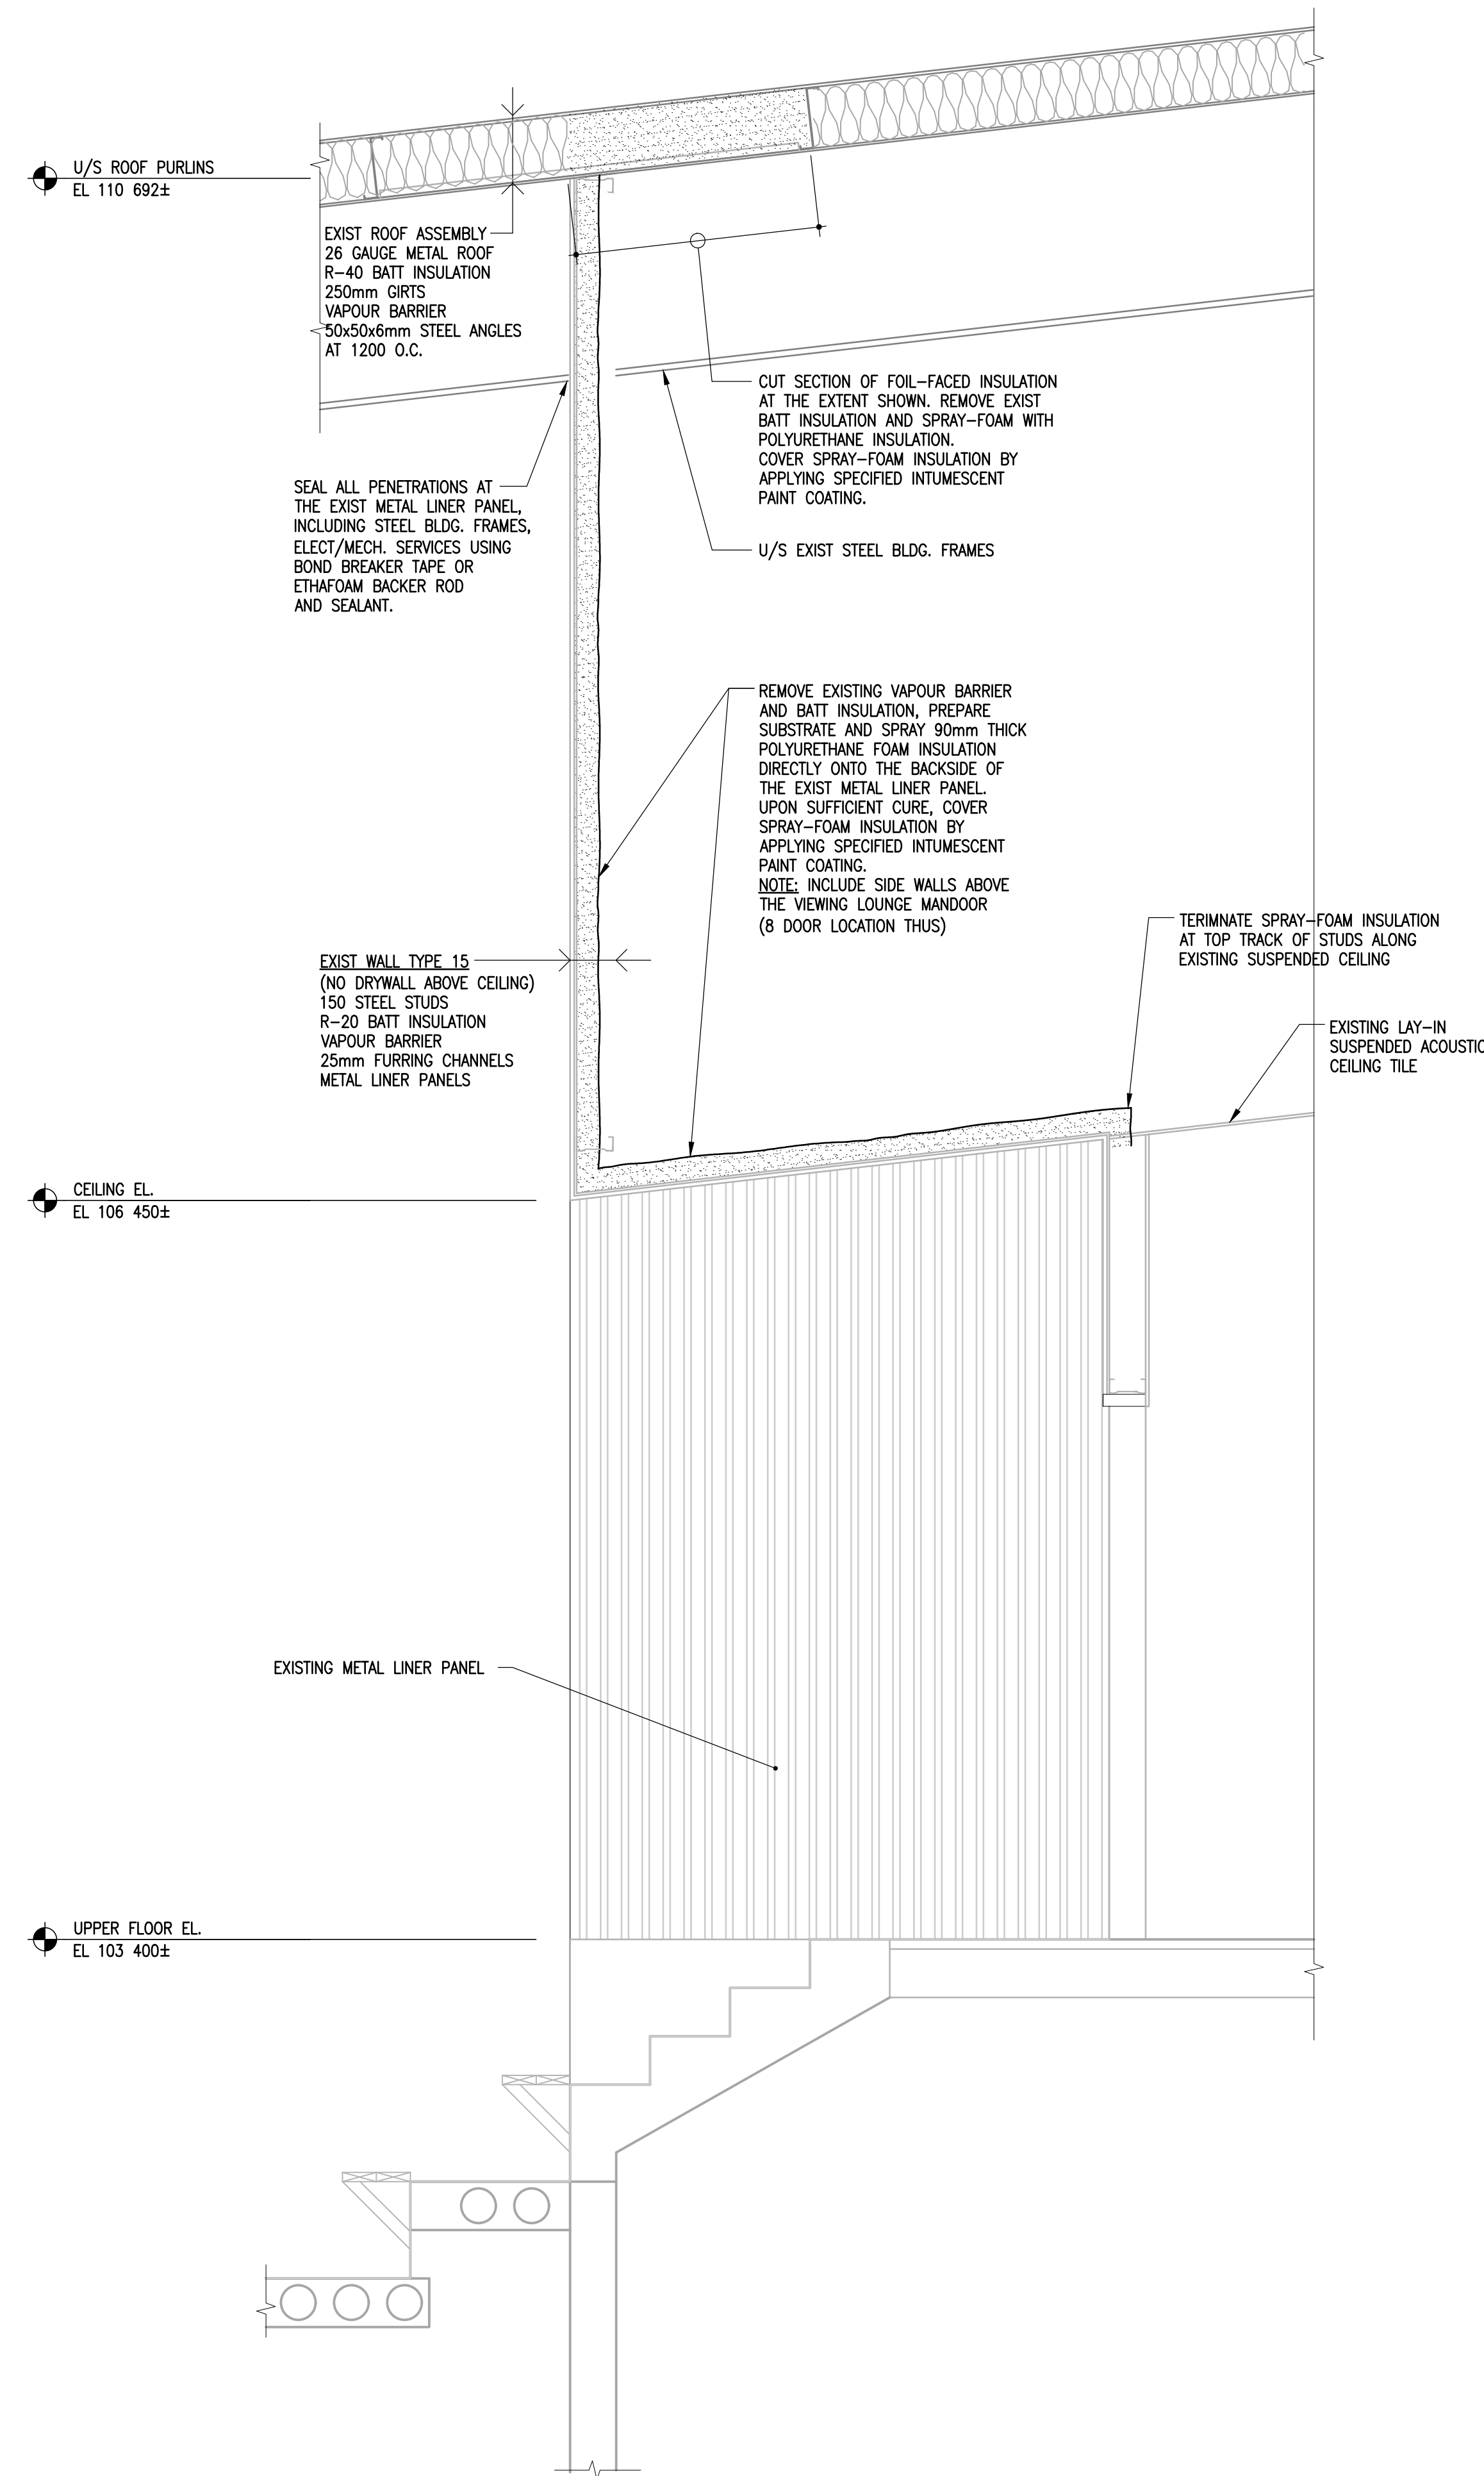 U/S ROOF PURLINS
EL 110 692±
EXIST ROOF ASSEMBLY
26 GAUGE METAL ROOF
R-40 BATT INSULATION
250mm GIRTS
VAPOUR BARRIER
50x50x6mm STEEL ANGLES
AT 1200 O.C.
CUT SECTION OF FOIL-FACED INSULATION
AT THE EXTENT SHOWN. REMOVE EXIST
BATT INSULATION AND SPRAY-FOAM WITH
POLYURETHANE INSULATION.
COVER SPRAY-FOAM INSULATION BY
APPLYING SPECIFIED INTUMESCENT
PAINT COATING.
SEAL ALL PENETRATIONS AT
THE EXIST METAL LINER PANEL,
INCLUDING STEEL BLDG. FRAMES,
ELECT/MECH. SERVICES USING
BOND BREAKER TAPE OR
ETHAFOAM BACKER ROD
AND SEALANT.
U/S EXIST STEEL BLDG. FRAMES
REMOVE EXISTING VAPOUR BARRIER
AND BATT INSULATION, PREPARE
SUBSTRATE AND SPRAY 90mm THICK
POLYURETHANE FOAM INSULATION
DIRECTLY ONTO THE BACKSIDE OF
THE EXIST METAL LINER PANEL.
UPON SUFFICIENT CURE, COVER
SPRAY-FOAM INSULATION BY
APPLYING SPECIFIED INTUMESCENT
PAINT COATING.
NOTE: INCLUDE SIDE WALLS ABOVE
THE VIEWING LOUNGE MANDOOR
(8 DOOR LOCATION THUS)
TERIMNATE SPRAY-FOAM INSULATION
AT TOP TRACK OF STUDS ALONG
EXISTING SUSPENDED CEILING
EXIST WALL TYPE 15
(NO DRYWALL ABOVE CEILING)
150 STEEL STUDS
R-20 BATT INSULATION
VAPOUR BARRIER
25mm FURRING CHANNELS
METAL LINER PANELS
EXISTING LAY-IN
SUSPENDED ACOUSTIC
CEILING TILE
CEILING EL.
EL 106 450±
EXISTING METAL LINER PANEL
UPPER FLOOR EL.
EL 103 400±